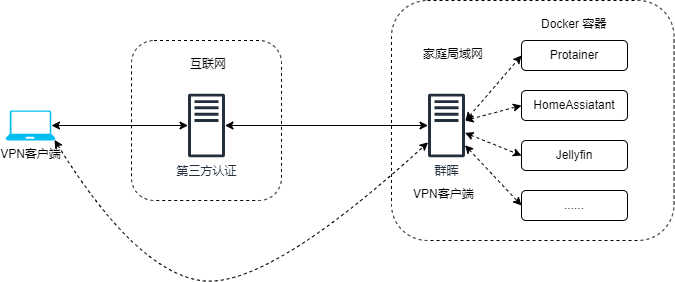 Docker 容器
家庭局域网
互联网
Protainer
HomeAssiatant
Jellyfin
......
VPN客户端
第三方认证
群晖
VPN客户端